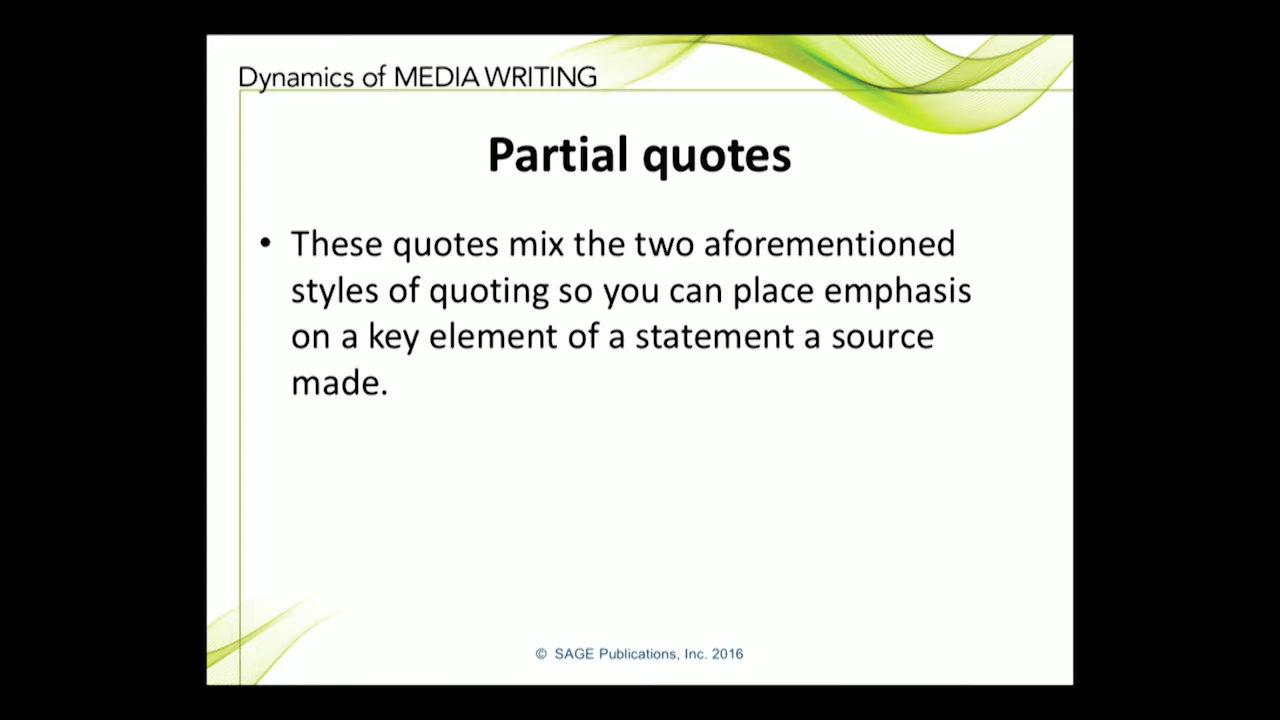 Dynamics of MEDIA WRITING
Partial quotes
• These quotes mix the two aforementioned
styles of quoting so you can place emphasis
on a key element of a statement a source
made.
© SAGE Publications, Inc. 2016